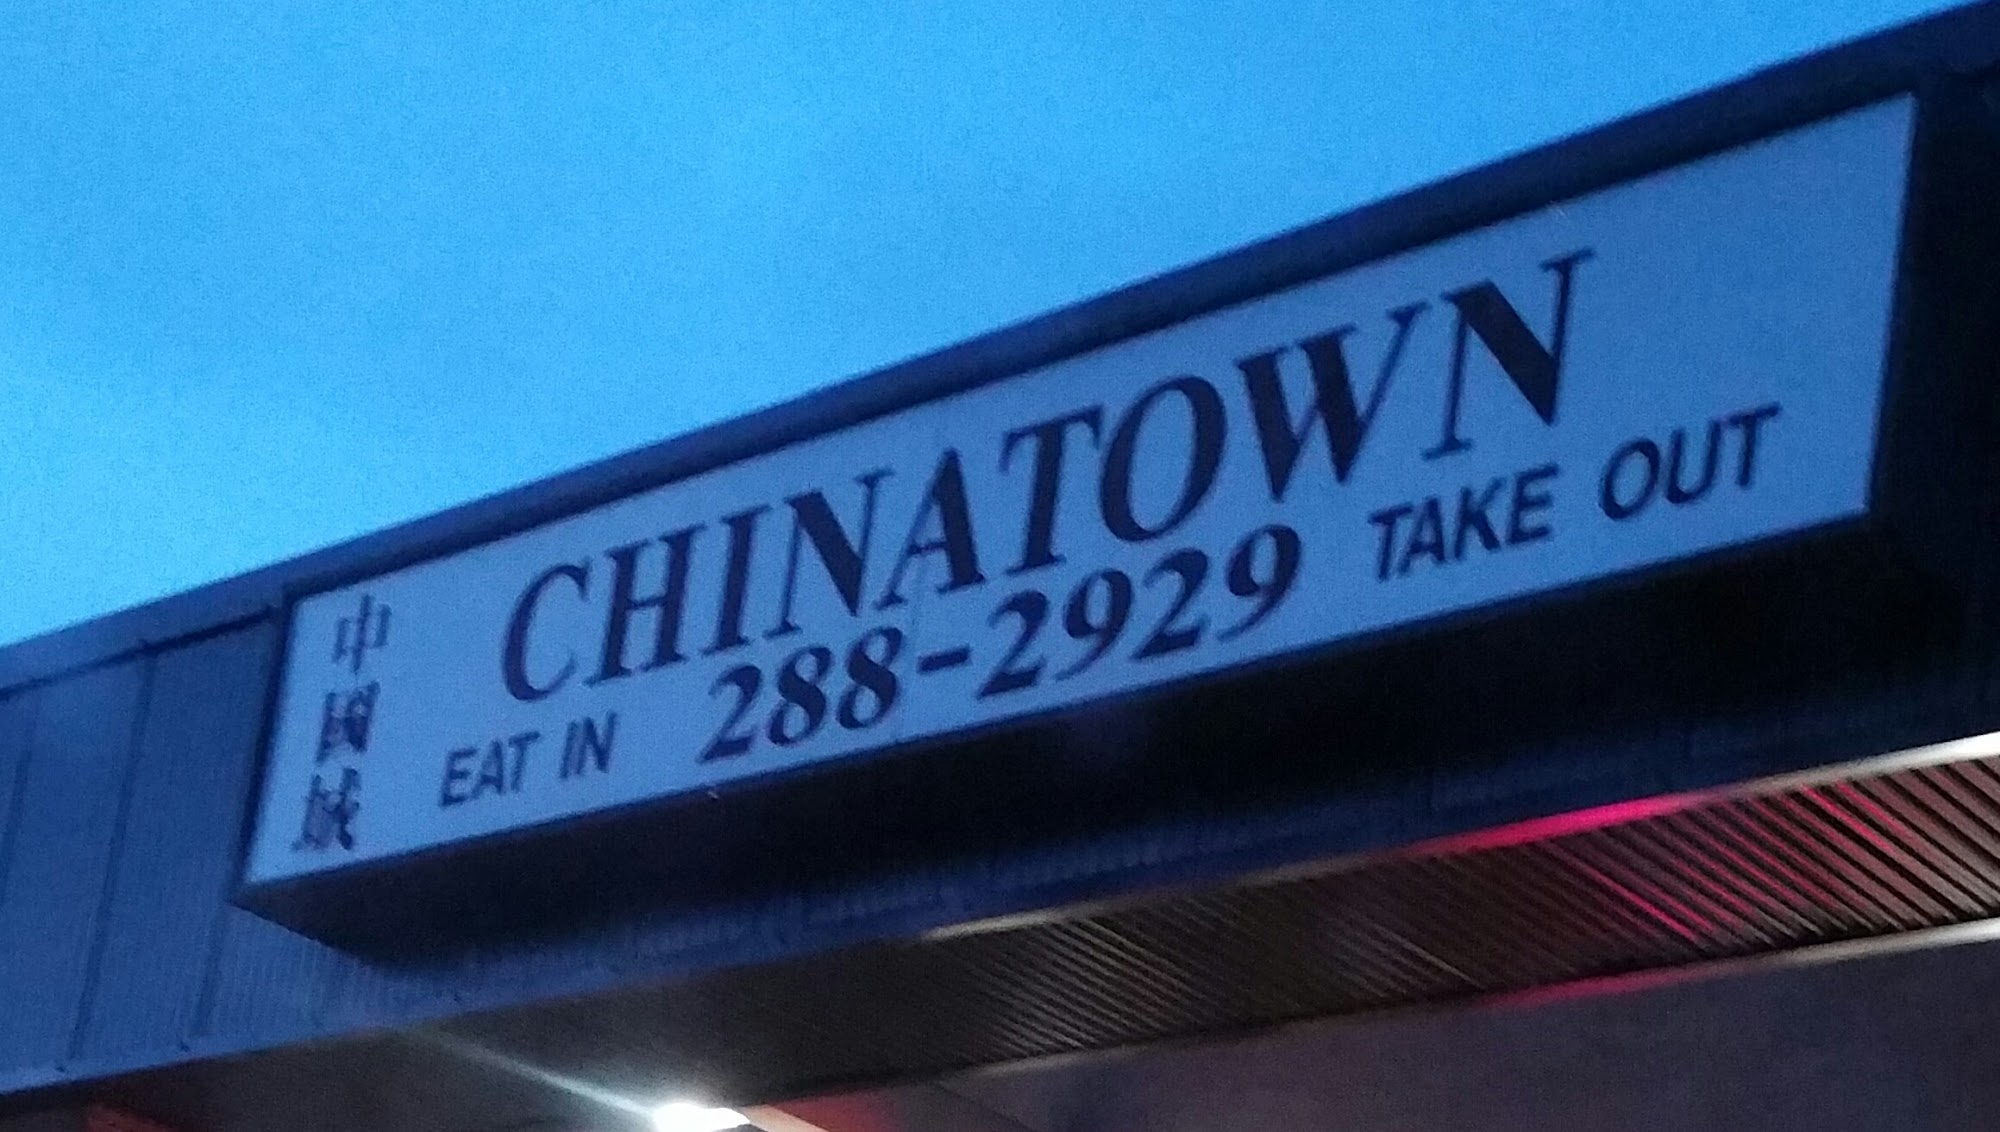 中國城
CHINATOWN
EAT IN 288-2929 TAKE OUT